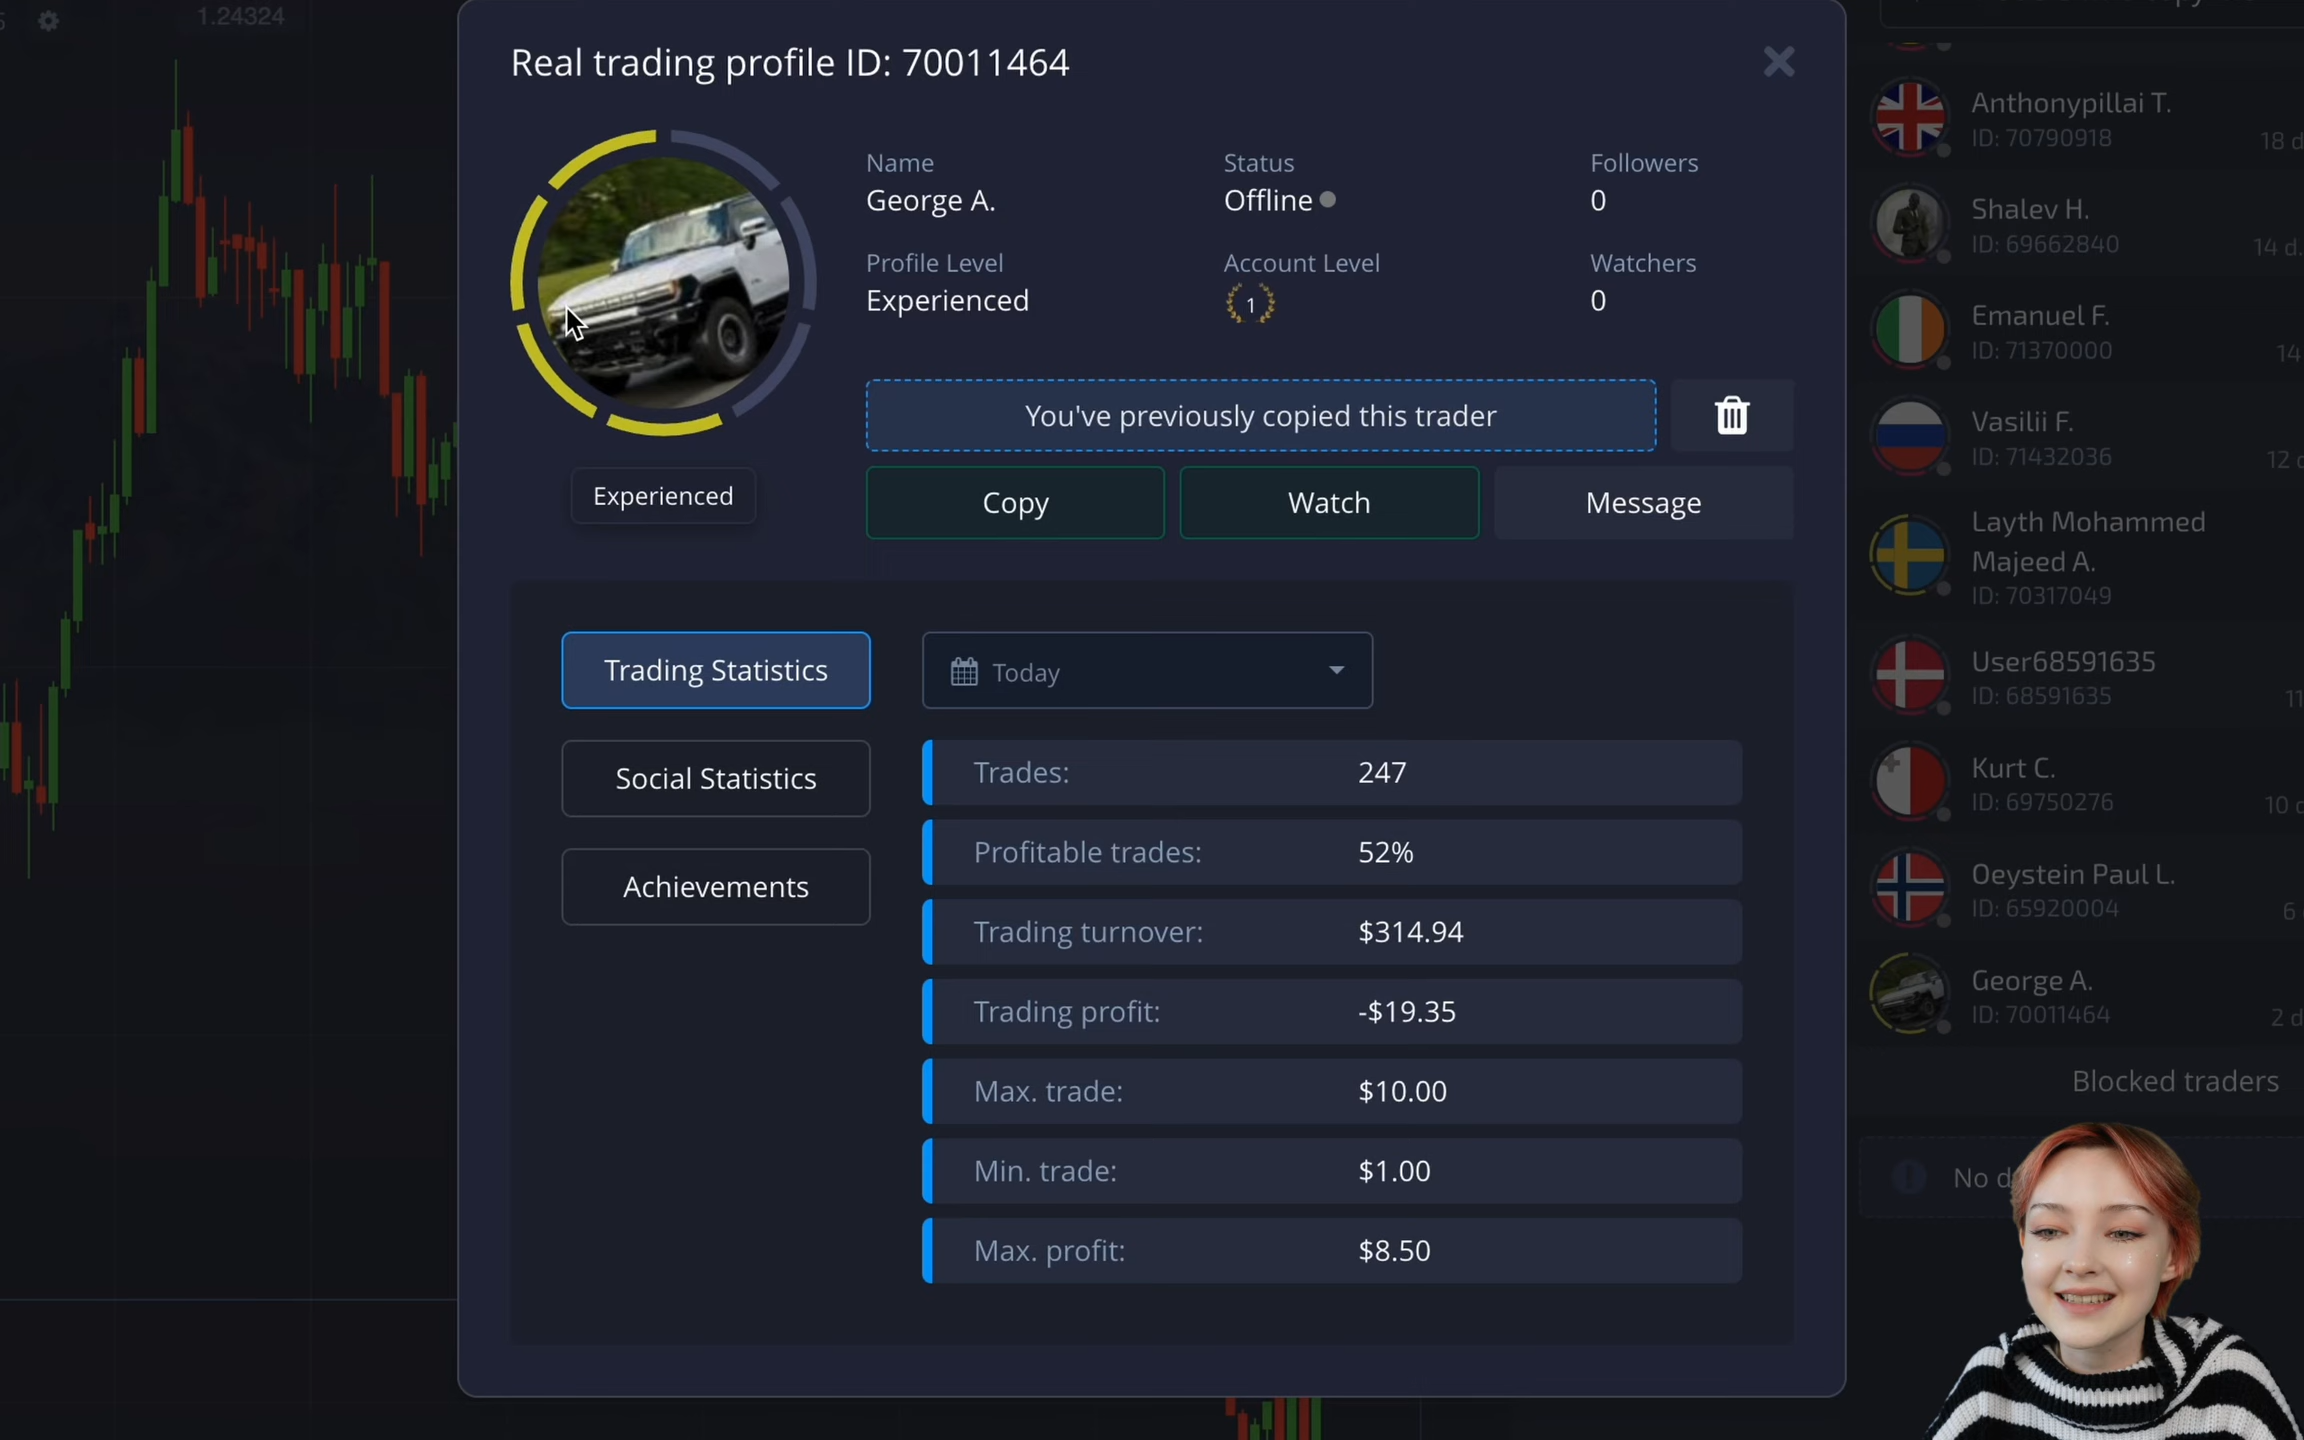 1.24324
Real trading profile ID: 70011464
Name
George A.
Status
Offline
Followers
0
Profile Level
Experienced
Account Level
1
Watchers
0
You've previously copied this trader
Experienced
Copy
Watch
Message
Trading Statistics
Social Statistics
Achievements
Today
Trades: 247
Profitable trades: 52%
Trading turnover: $314.94
Trading profit: -$19.35
Max. trade: $10.00
Min. trade: $1.00
Max. profit: $8.50
Anthonypillai T.
ID: 70790918
18 d
Shalev H.
ID: 69662840
14 d.
Emanuel F.
ID: 71370000
14
Vasilii F.
ID: 71432036
12 d
Layth Mohammed
Majeed A.
ID: 70317049
User68591635
ID: 68591635
11
Kurt C.
ID: 69750276
10 d
Oeystein Paul L.
ID: 65920004
6
George A.
ID: 70011464
2 d
Blocked traders
No d